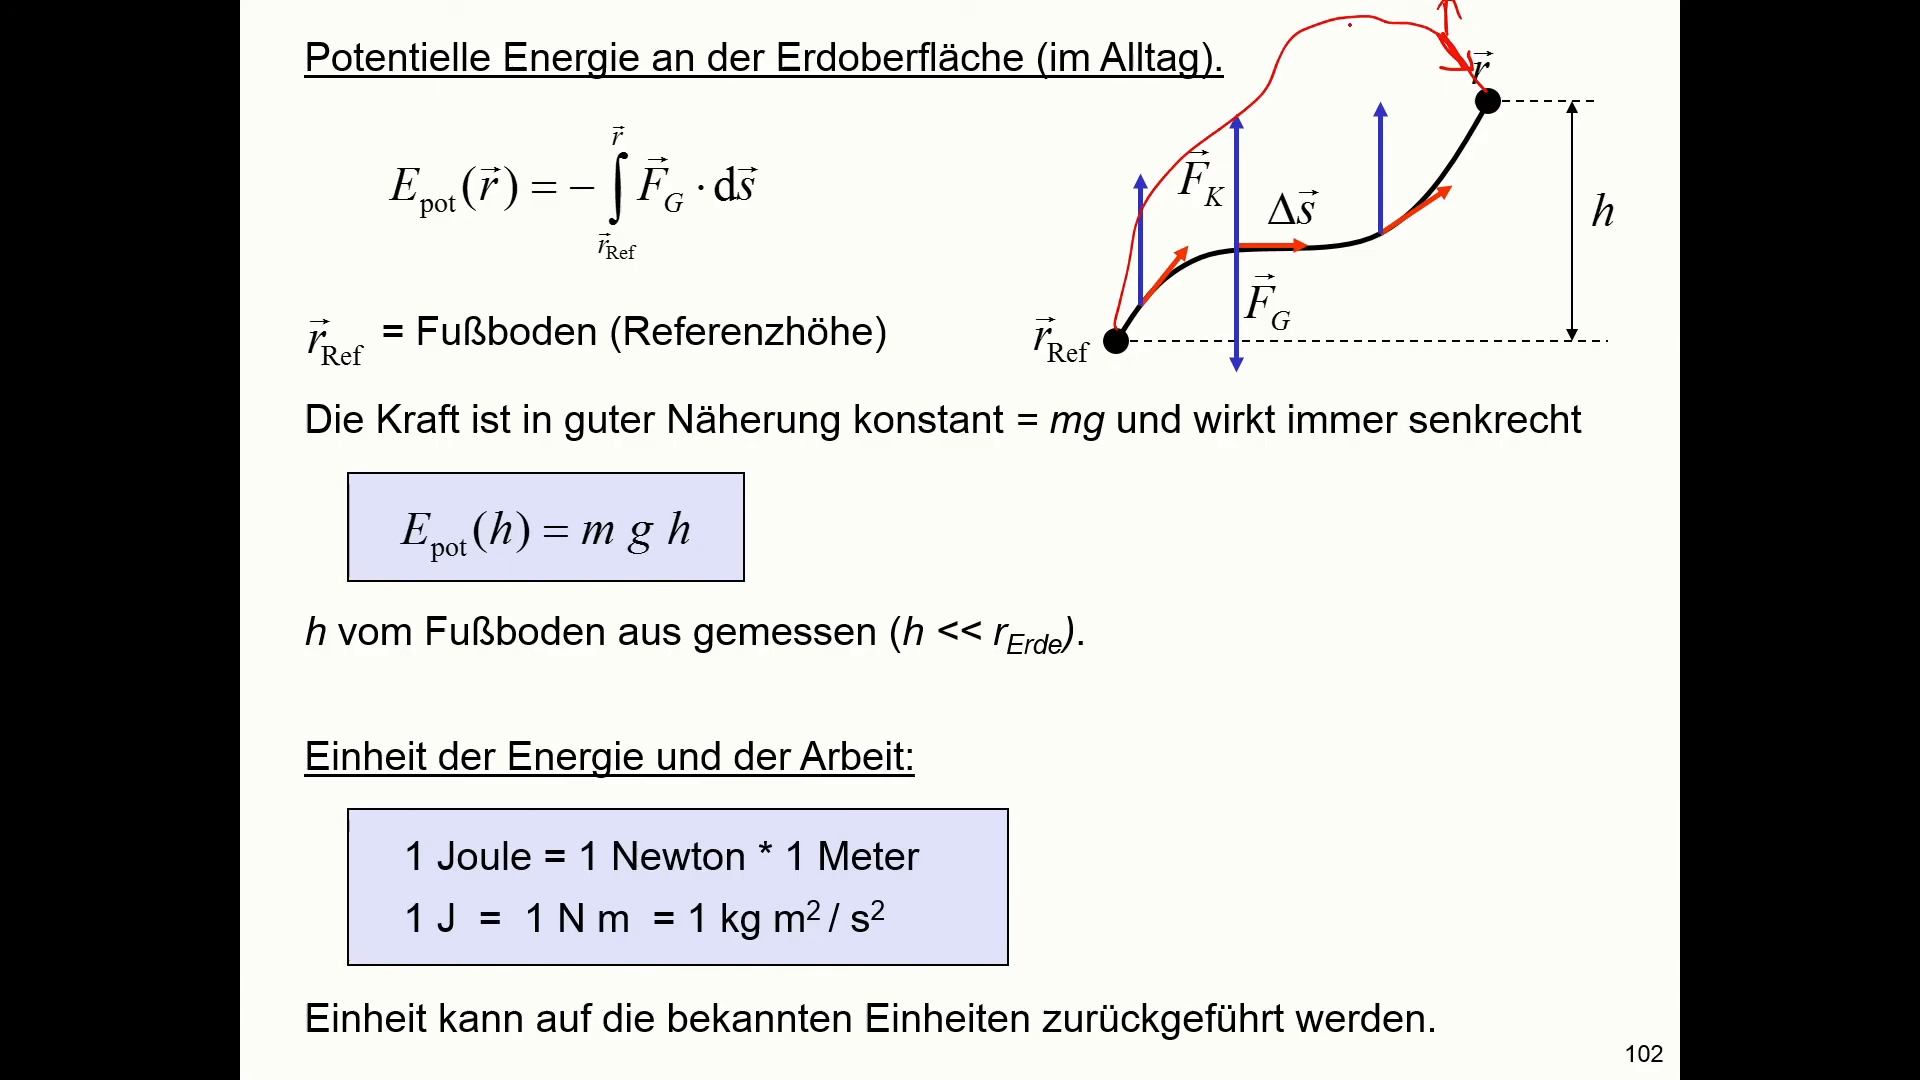 Potentielle Energie an der Erdoberfläche (im Alltag).
E_pot(r⃗) = − ∫_{r⃗_Ref}^{r⃗} F⃗_G · ds⃗
r⃗_Ref = Fußboden (Referenzhöhe)
r⃗
F⃗_K
Δs⃗
h
F⃗_G
r⃗_Ref
Die Kraft ist in guter Näherung konstant = mg und wirkt immer senkrecht
E_pot(h) = m g h
h vom Fußboden aus gemessen (h << r_Erde).
Einheit der Energie und der Arbeit:
1 Joule = 1 Newton * 1 Meter
1 J = 1 N m = 1 kg m² / s²
Einheit kann auf die bekannten Einheiten zurückgeführt werden.
102